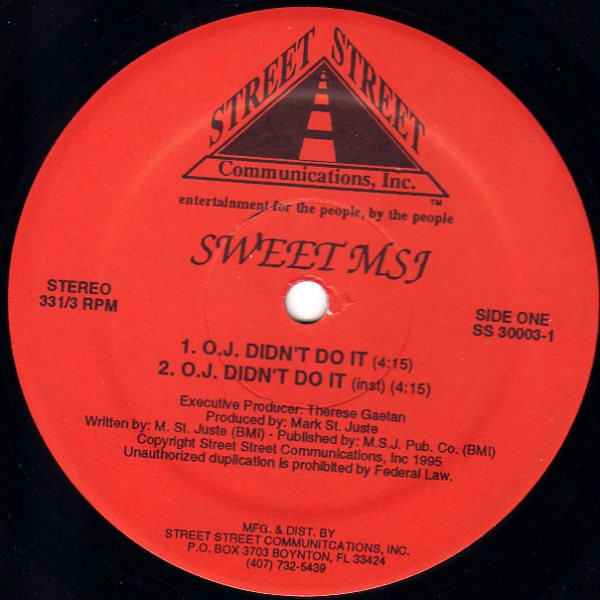 STREET STREET
Communications, Inc.
TM
entertainment for the people, by the people
SWEET MSJ
STEREO
331/3 RPM
SIDE ONE
SS 30003-1
1. O.J. DIDN'T DO IT (4:15)
2. O.J. DIDN'T DO IT (inst) (4:15)
Executive Producer: Therese Gaetan
Produced by: Mark St. Juste
Written by: M. St. Juste (BMI) - Published by: M.S.J. Pub. Co. (BMI)
Copyright Street Street Communications, Inc 1995
Unauthorized duplication is prohibited by Federal Law.
MFG. & DIST. BY
STREET STREET COMMUNITCATIONS, INC.
P.O. BOX 3703 BOYNTON, FL 33424
(407) 732-5439